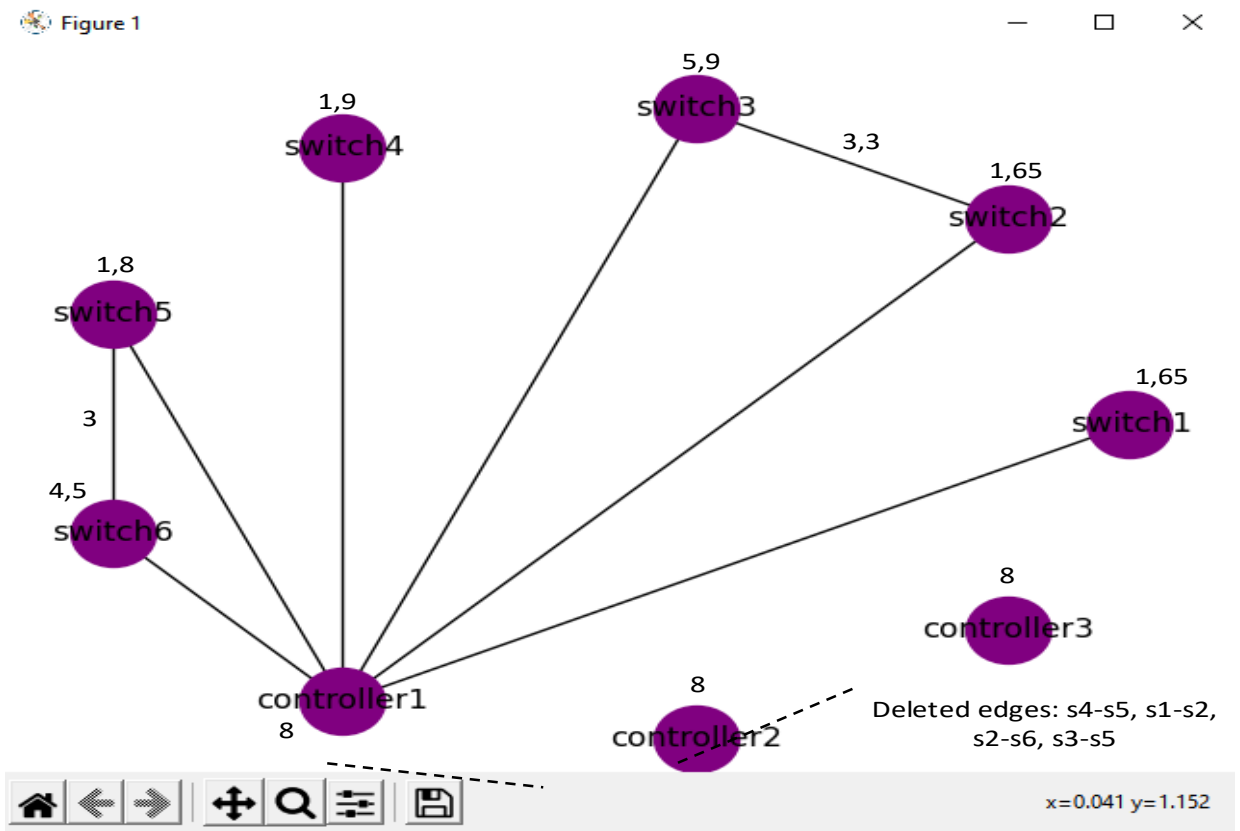 Figure 1
5,9
switch3
1,9
switch4
3,3
1,65
switch2
1,8
switch5
1,65
switch1
3
4,5
switch6
8
controller3
controller1
8
8
controller2
Deleted edges: s4-s5, s1-s2,
s2-s6, s3-s5
x=0.041 y=1.152